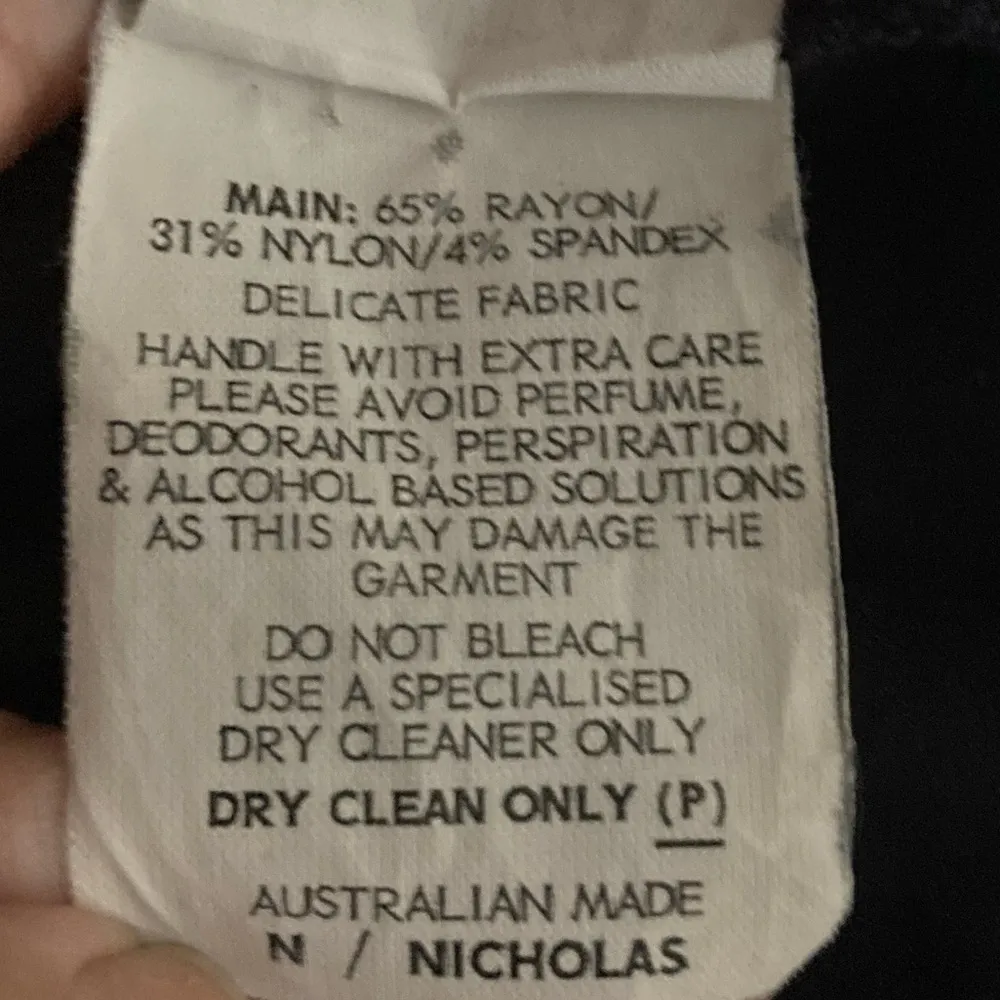 MAIN: 65% RAYON/
31% NYLON/4% SPANDEX
DELICATE FABRIC
HANDLE WITH EXTRA CARE
PLEASE AVOID PERFUME,
DEODORANTS, PERSPIRATION
& ALCOHOL BASED SOLUTIONS
AS THIS MAY DAMAGE THE
GARMENT
DO NOT BLEACH
USE A SPECIALISED
DRY CLEANER ONLY
DRY CLEAN ONLY (P)
AUSTRALIAN MADE
N / NICHOLAS